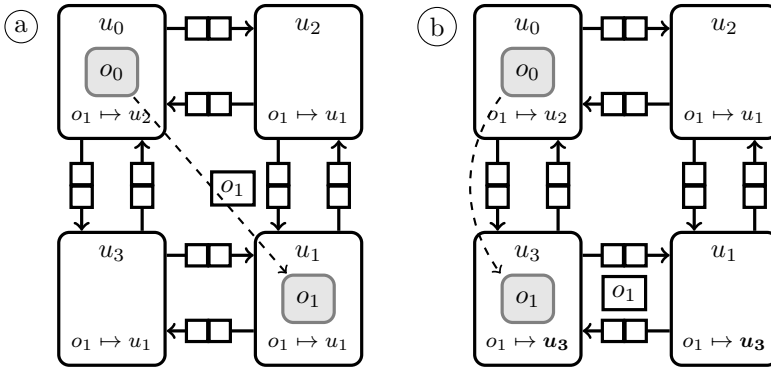 a
u₀ u₂
o₀
o₁ ↦ u₂ o₁ ↦ u₁
o₁
u₃ u₁
o₁
o₁ ↦ u₁ o₁ ↦ u₁
b
u₀ u₂
o₀
o₁ ↦ u₂ o₁ ↦ u₁
u₃ u₁
o₁ o₁
o₁ ↦ u₃ o₁ ↦ u₃